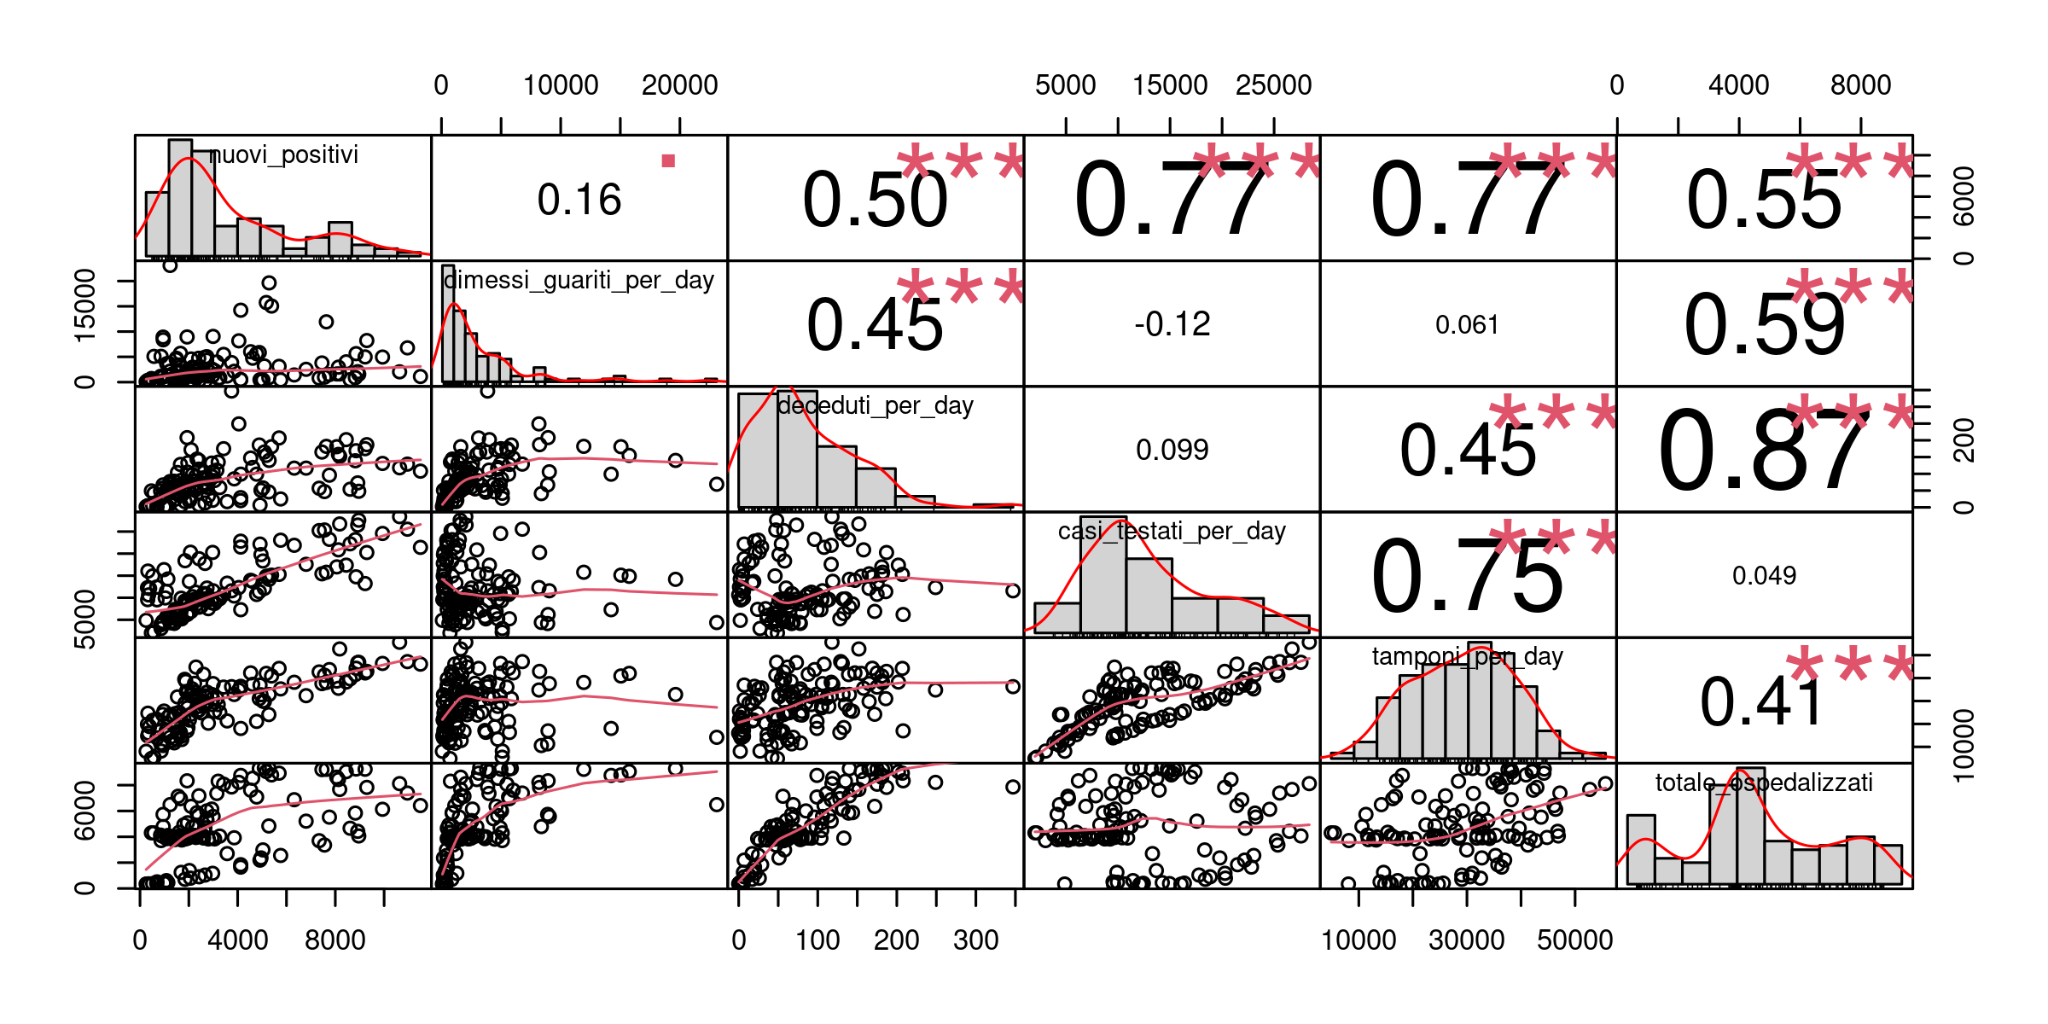 0 10000 20000 5000 15000 25000 0 4000 8000
nuovi_positivi 0.16 0.50 *** 0.77 *** 0.77 *** 0.55 *** 0 6000
0 15000 dimessi_guariti_per_day 0.45 *** -0.12 0.061 0.59 ***
deceduti_per_day 0.099 0.45 *** 0.87 *** 0 200
5000 casi_testati_per_day 0.75 *** 0.049
tamponi_per_day 0.41 *** 10000
0 6000 totale_ospedalizzati
0 4000 8000 0 100 200 300 10000 30000 50000